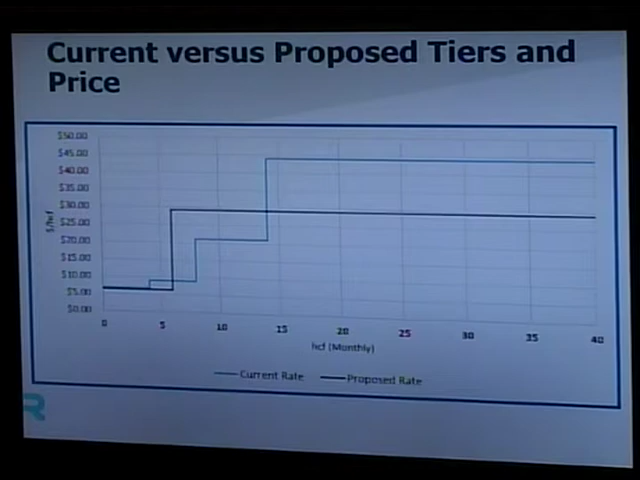 Current versus Proposed Tiers and
Price
$50.00
$45.00
$40.00
$35.00
$30.00
$25.00
$20.00
$15.00
$10.00
$5.00
$0.00
$/hcf
0 5 10 15 20 25 30 35 40
hcf (Monthly)
Current Rate Proposed Rate
R